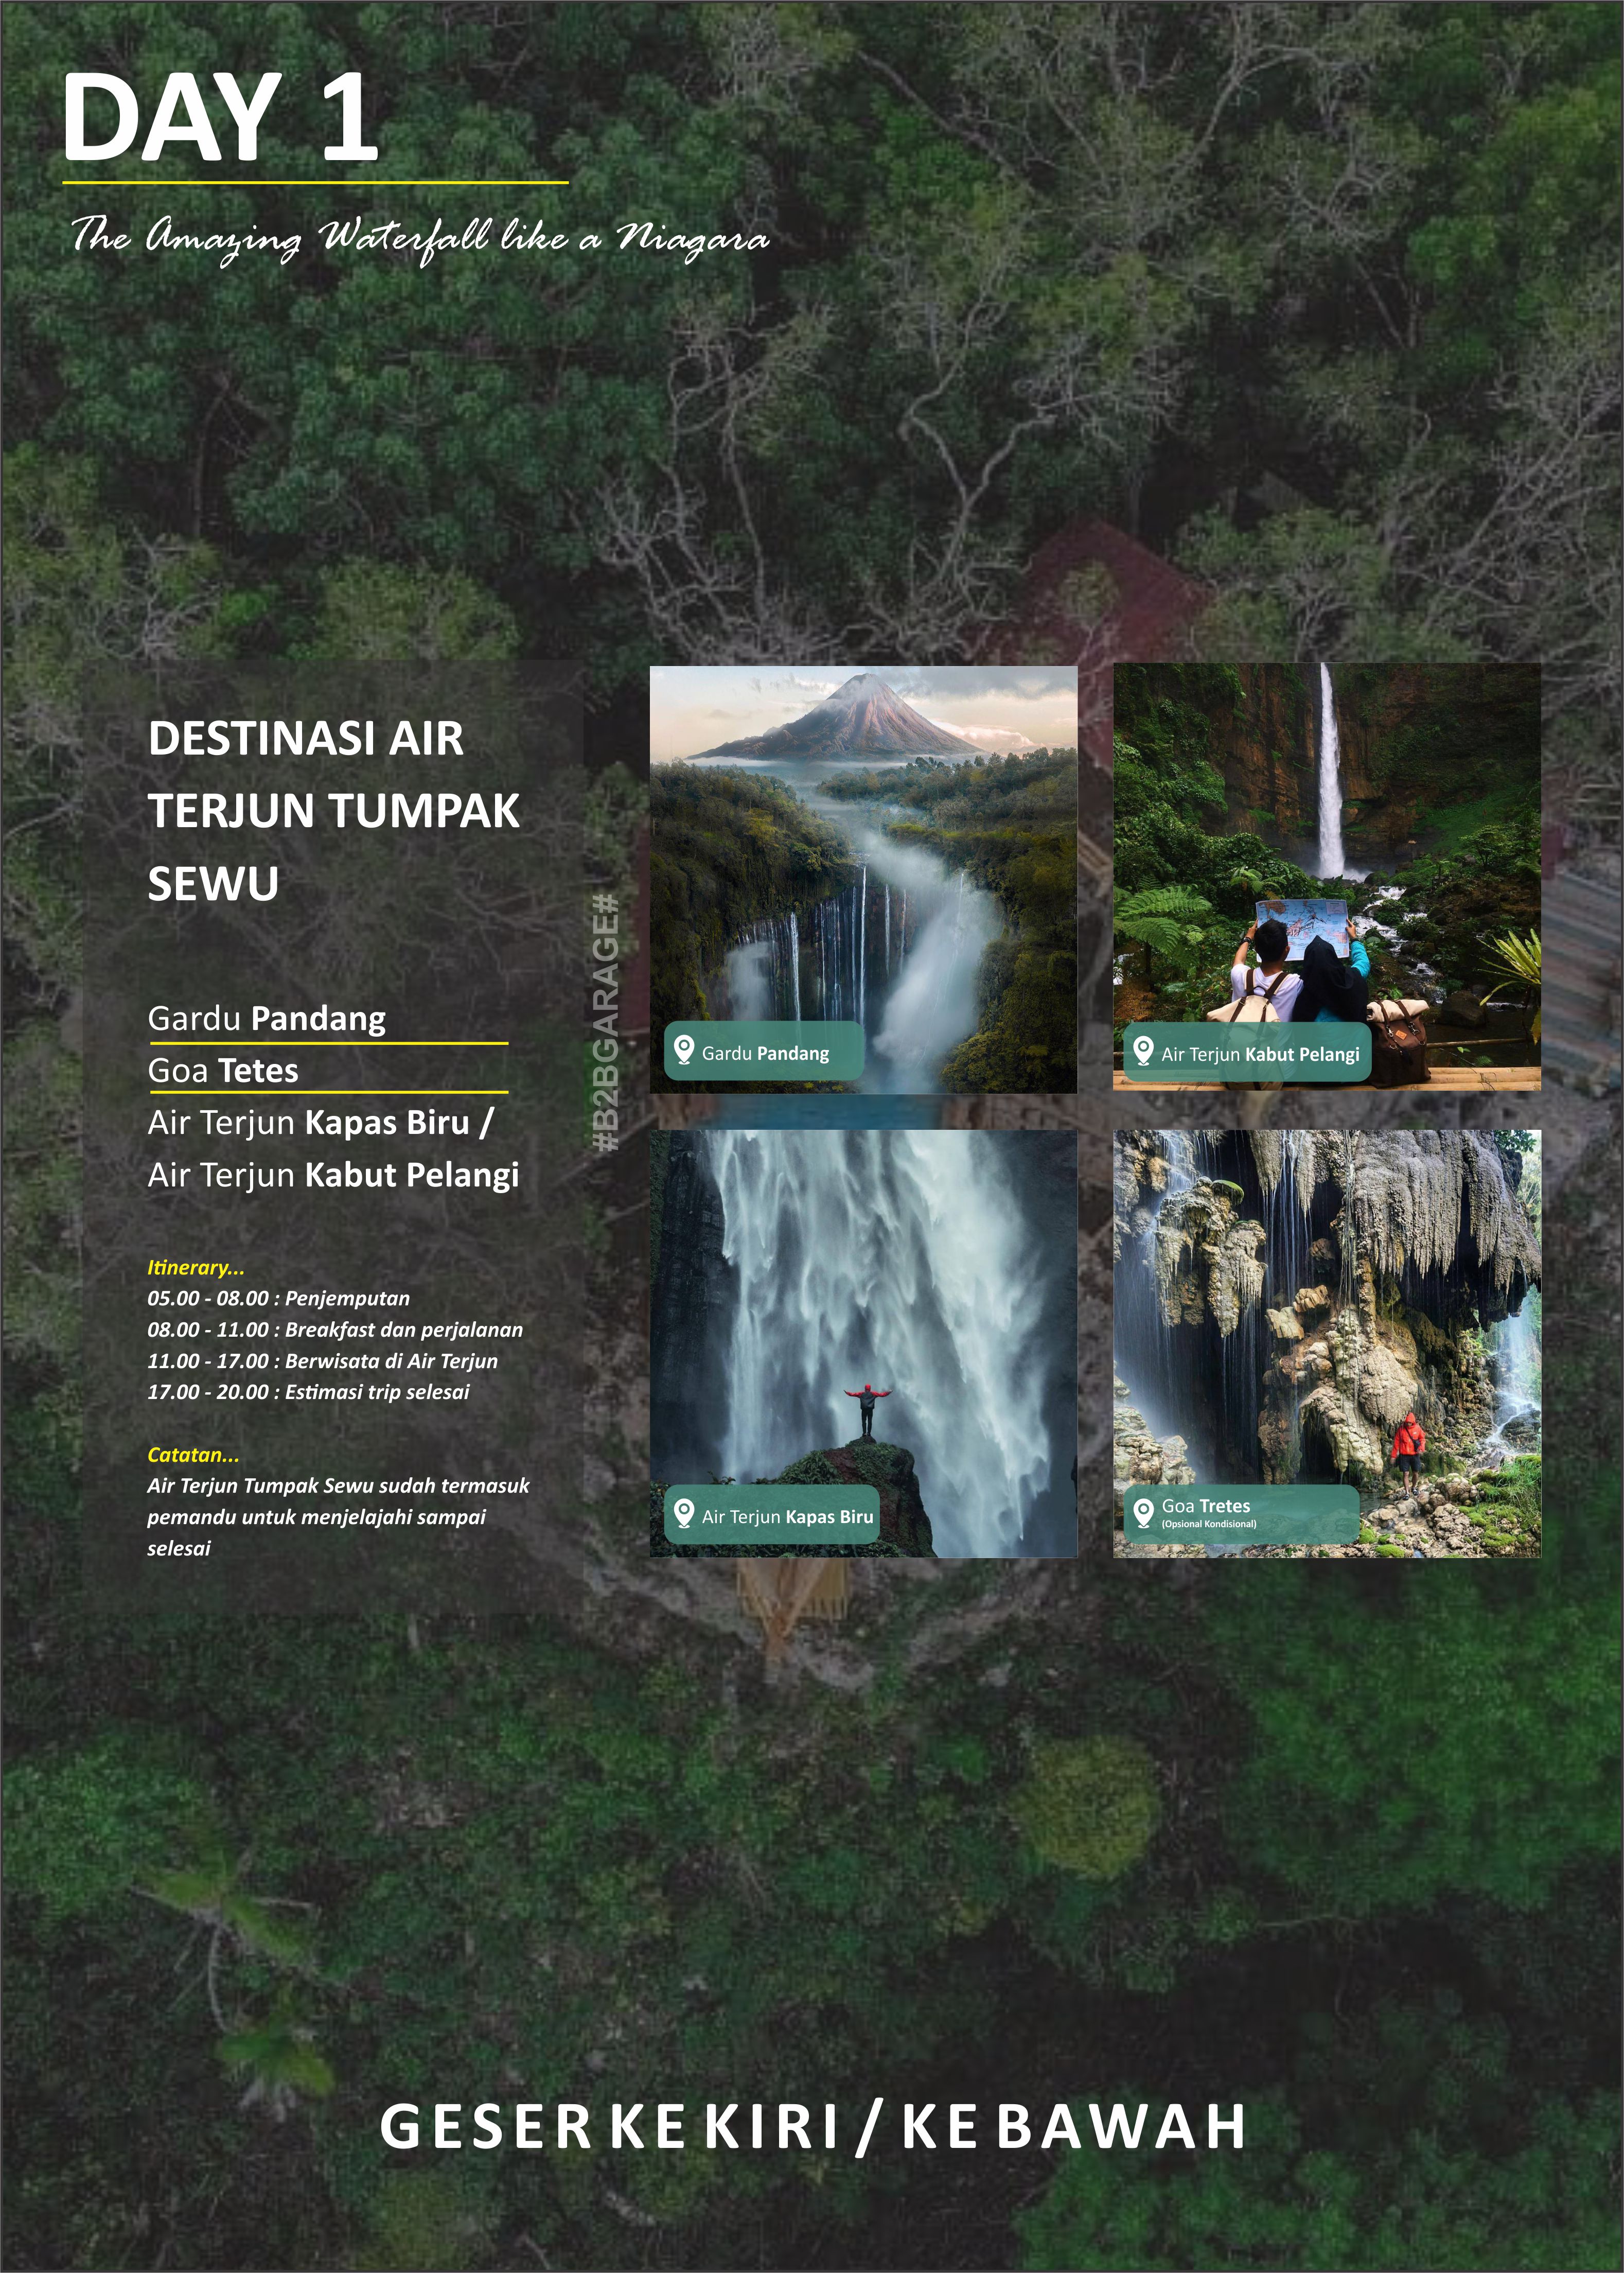 DAY 1
The Amazing Waterfall like a Niagara
DESTINASI AIR
TERJUN TUMPAK
SEWU
Gardu Pandang
Goa Tetes
Air Terjun Kapas Biru /
Air Terjun Kabut Pelangi
Itinerary...
05.00 - 08.00 : Penjemputan
08.00 - 11.00 : Breakfast dan perjalanan
11.00 - 17.00 : Berwisata di Air Terjun
17.00 - 20.00 : Estimasi trip selesai
Catatan...
Air Terjun Tumpak Sewu sudah termasuk
pemandu untuk menjelajahi sampai
selesai
#B2BGARAGE#
Gardu Pandang
Air Terjun Kabut Pelangi
Air Terjun Kapas Biru
Goa Tretes
(Opsional Kondisional)
GESER KE KIRI / KE BAWAH